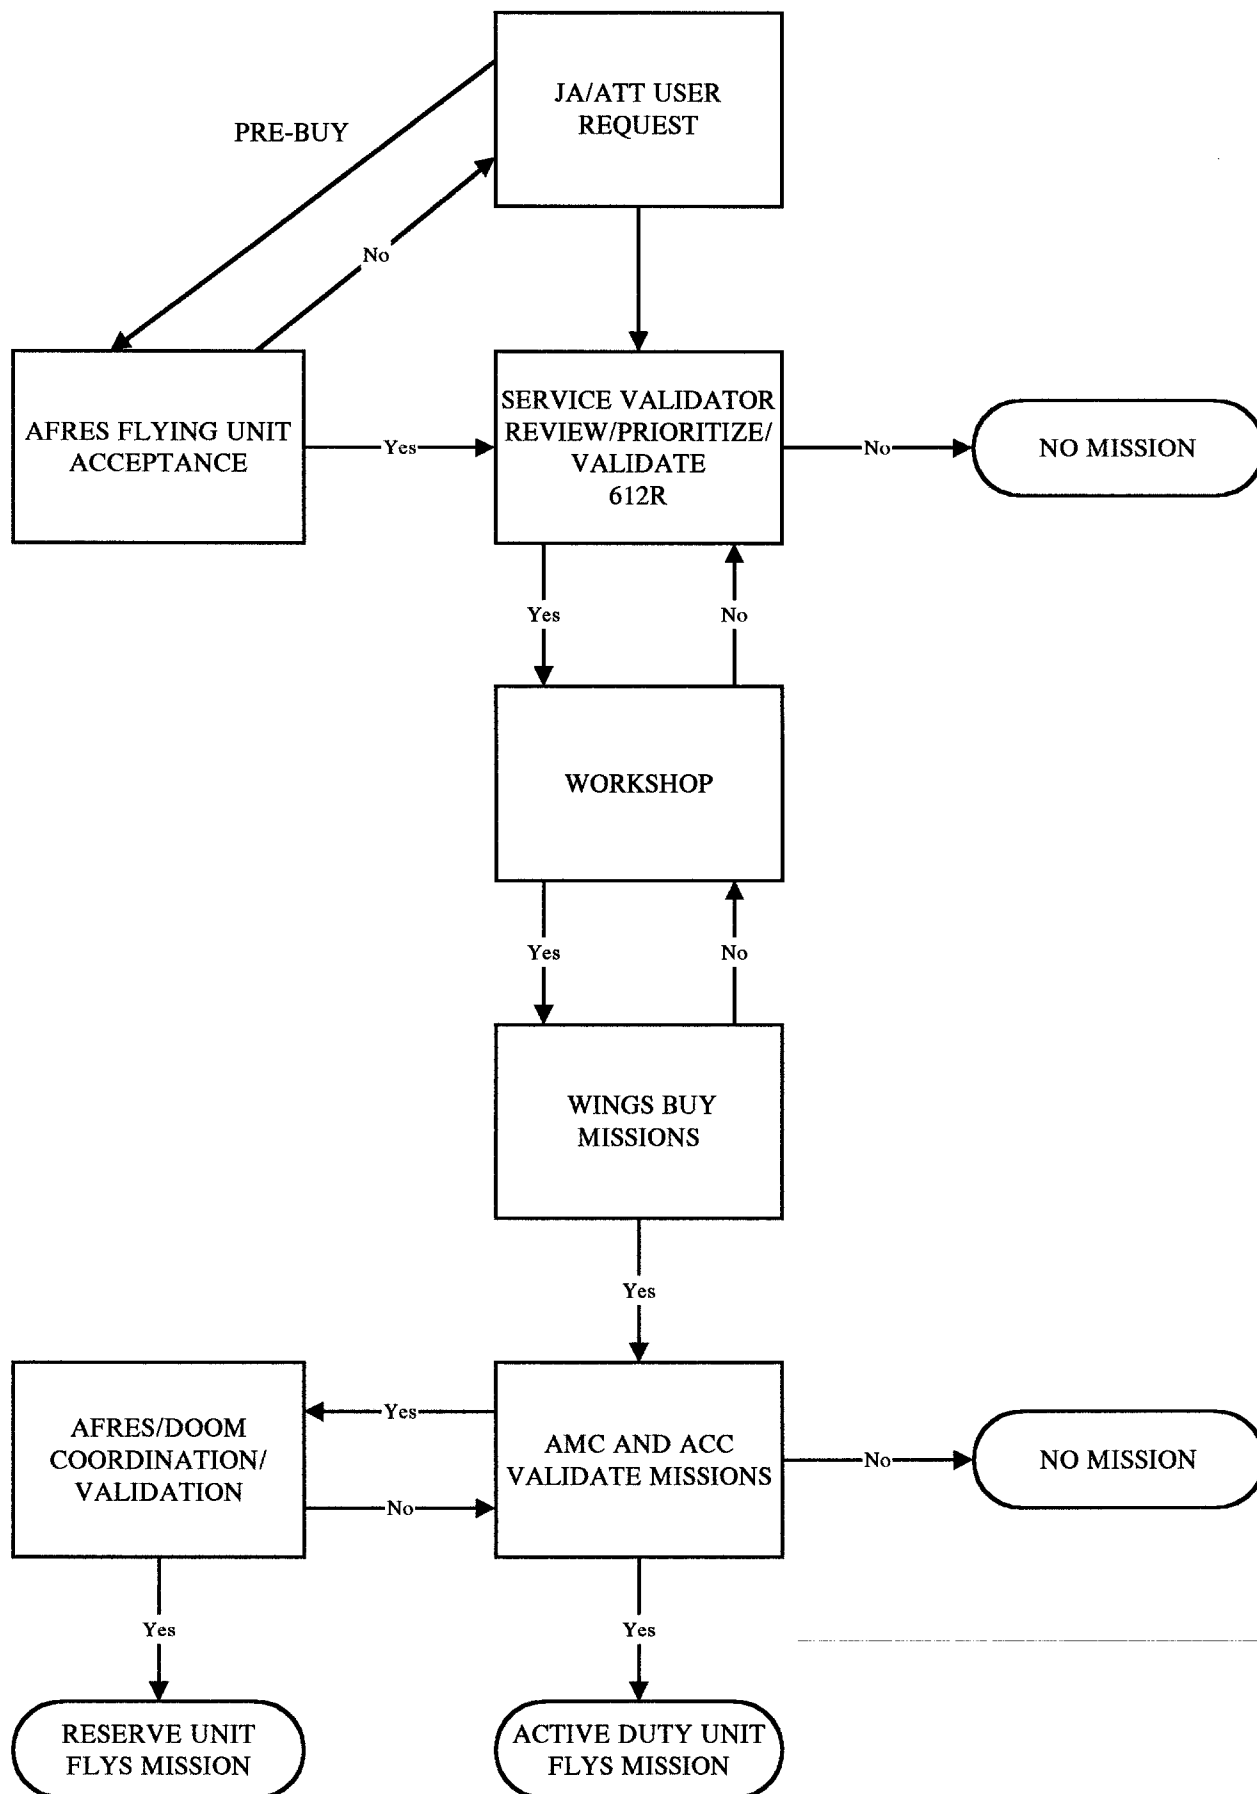 JA/ATT USER
REQUEST
PRE-BUY
No
AFRES FLYING UNIT
ACCEPTANCE
Yes
SERVICE VALIDATOR
REVIEW/PRIORITIZE/
VALIDATE
612R
No
NO MISSION
Yes
No
WORKSHOP
Yes
No
WINGS BUY
MISSIONS
Yes
AFRES/DOOM
COORDINATION/
VALIDATION
Yes
No
AMC AND ACC
VALIDATE MISSIONS
No
NO MISSION
Yes
Yes
RESERVE UNIT
FLYS MISSION
ACTIVE DUTY UNIT
FLYS MISSION